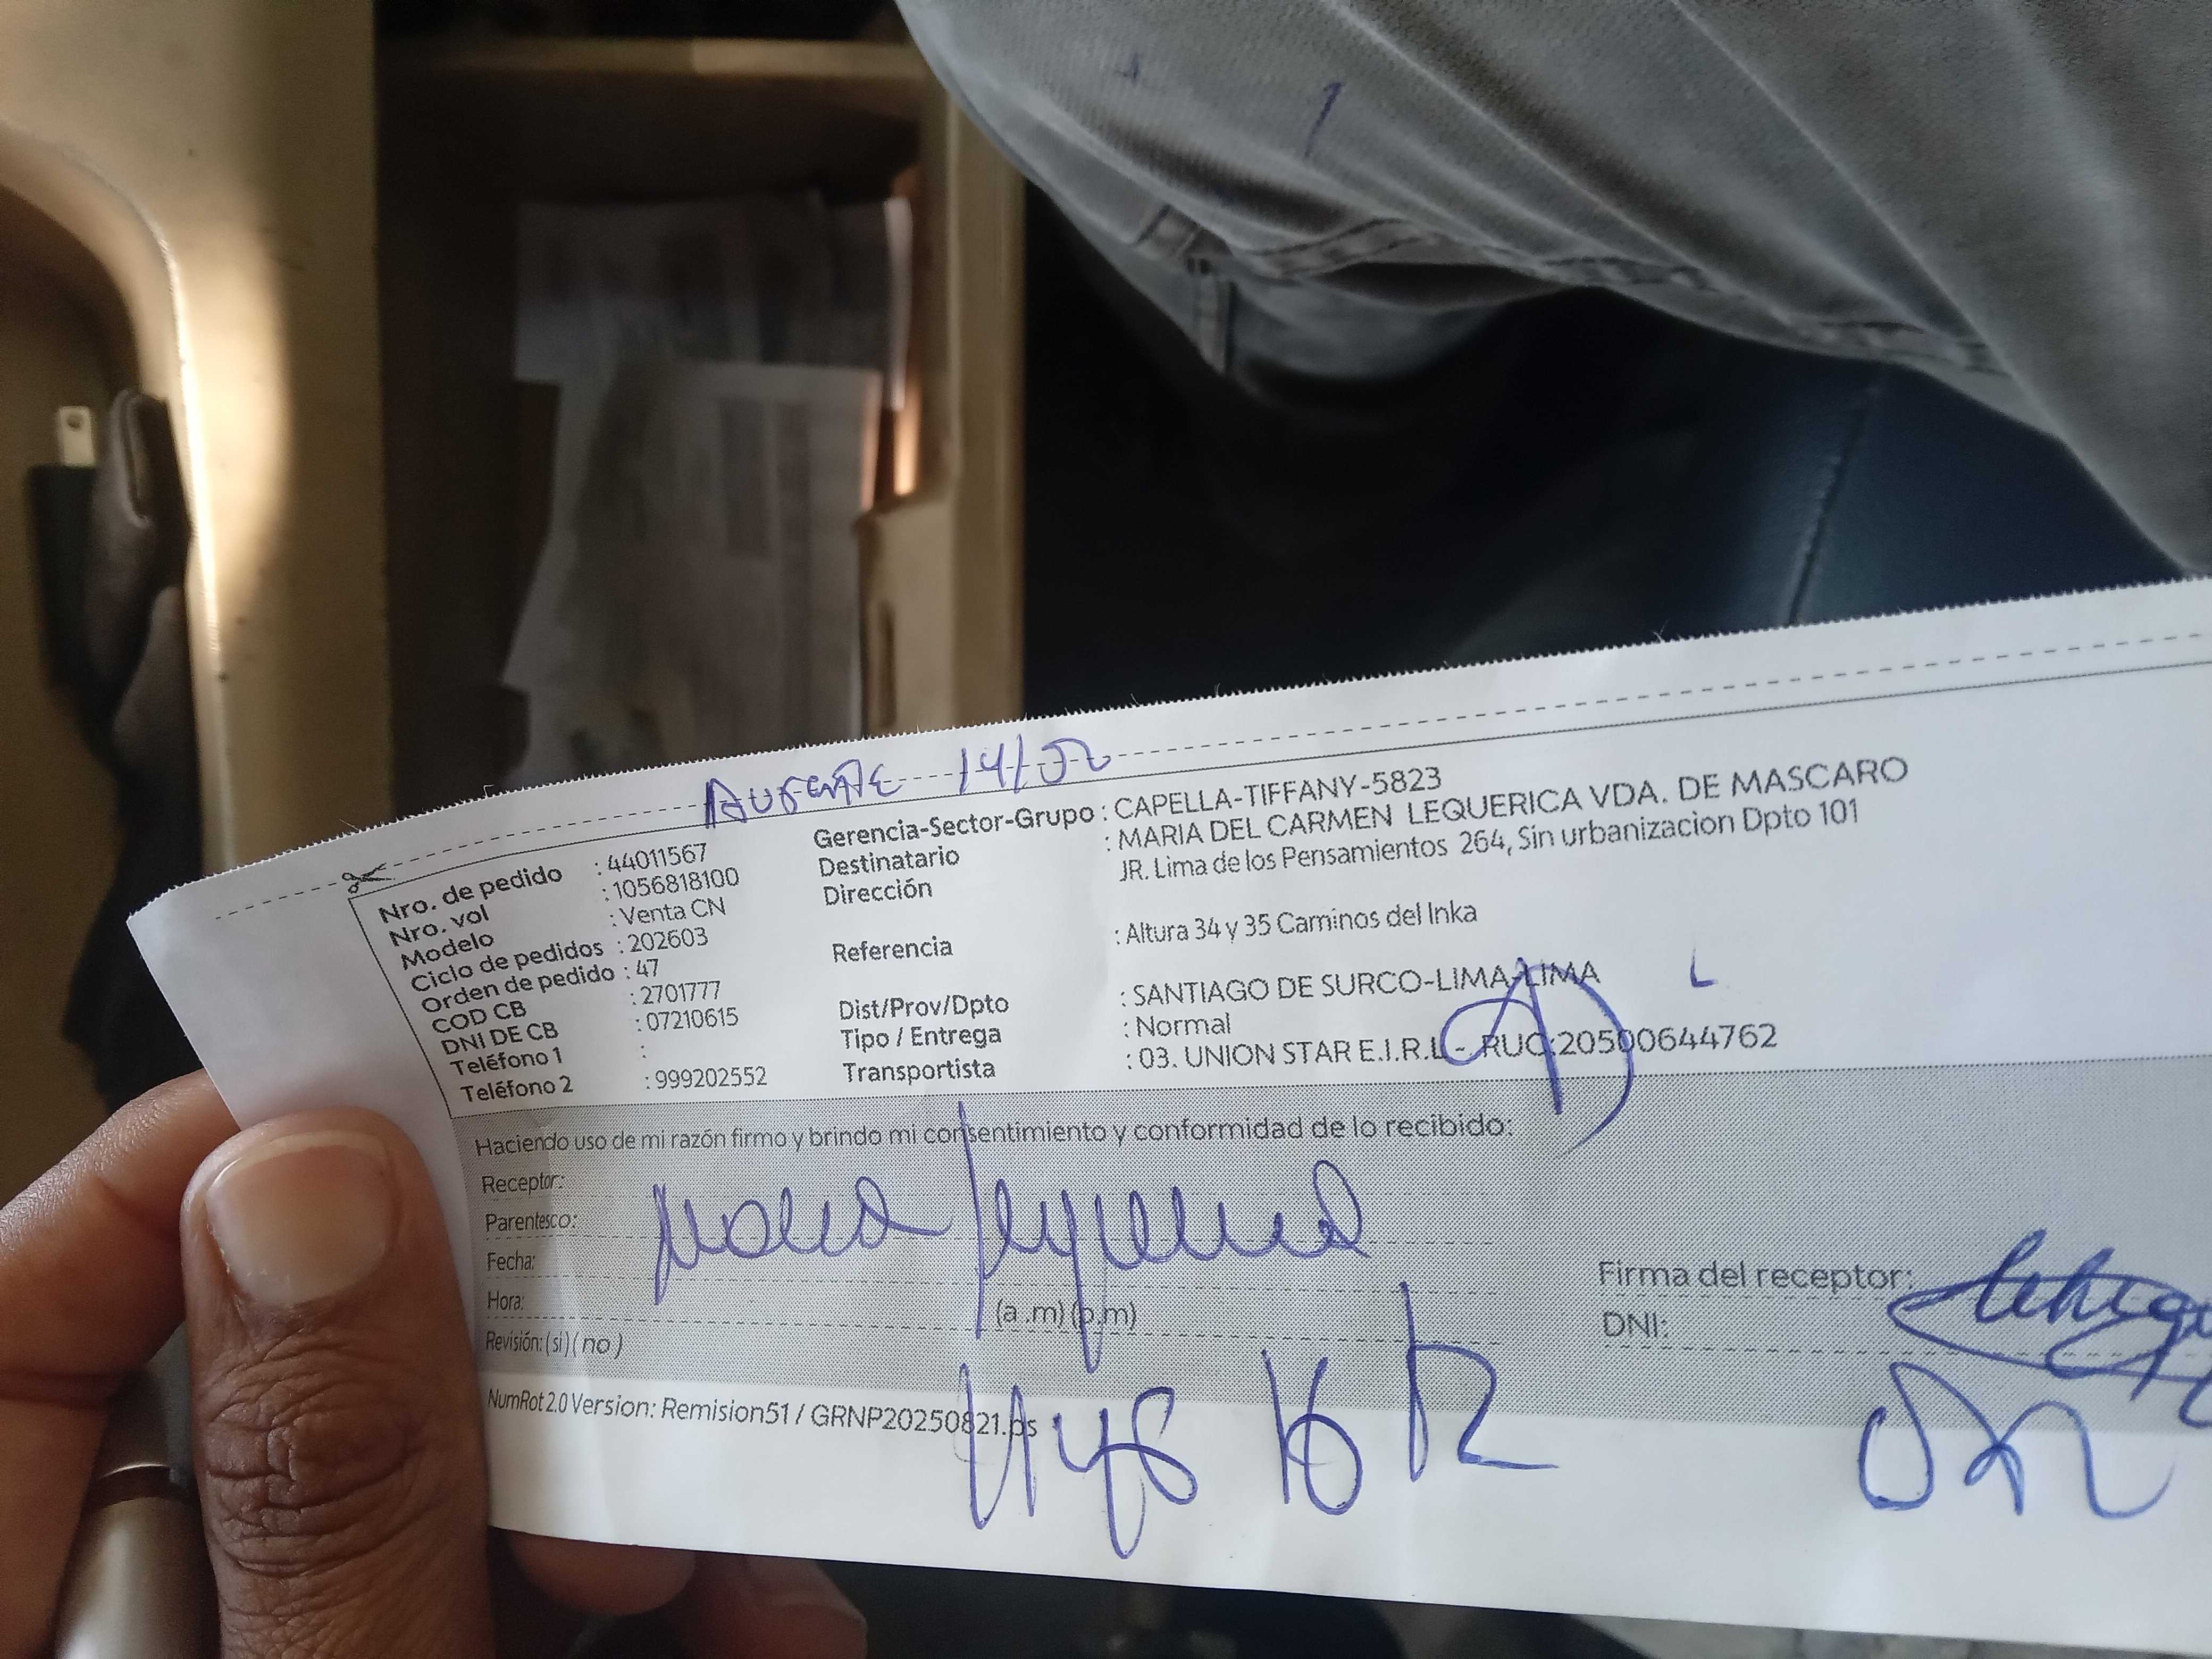 Ausente 14/02
Nro. de pedido : 44011567
Nro. vol : 1056818100
Modelo : Venta CN
Ciclo de pedidos : 202603
Orden de pedido : 47
COD CB : 2701777
DNI DE CB : 07210615
Teléfono 1 :
Teléfono 2 : 999202552
Gerencia-Sector-Grupo : CAPELLA-TIFFANY-5823
Destinatario : MARIA DEL CARMEN LEQUERICA VDA. DE MASCARO
Dirección JR. Lima de los Pensamientos 264, Sin urbanizacion Dpto 101
Referencia : Altura 34 y 35 Caminos del Inka
Dist/Prov/Dpto : SANTIAGO DE SURCO-LIMA-LIMA
Tipo / Entrega : Normal
Transportista : 03. UNION STAR E.I.R.L - RUC:20500644762
Haciendo uso de mi razón firmo y brindo mi consentimiento y conformidad de lo recibido:
Receptor:
Parentesco:
Fecha:
Hora: (a .m) (p.m)
Revisión: (si) ( no )
Maria Lequerica
Firma del receptor:
DNI:
NumRot 2.0 Version: Remision51 / GRNP20250821.ps